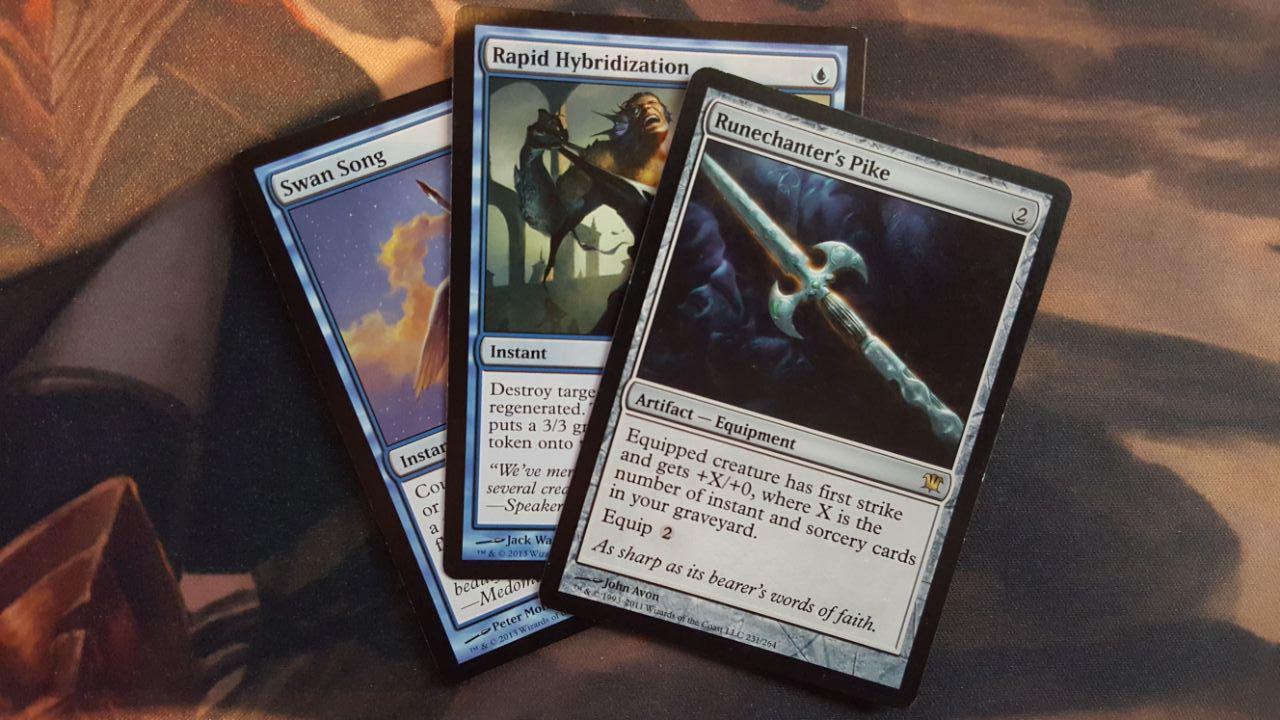 Swan Song
Instan
Cou
or
a
f
beau
—Medom
Peter Moh
™ & © 2013 Wizards of
Rapid Hybridization
Instant
Destroy targe
regenerated.
puts a 3/3 gr
token onto
“We’ve mer
several crea
—Speaker
Jack Wa
™ & © 2013 Wiza
Runechanter's Pike
2
Artifact — Equipment
Equipped creature has first strike
and gets +X/+0, where X is the
number of instant and sorcery cards
in your graveyard.
Equip 2
As sharp as its bearer's words of faith.
John Avon
™ & © 1993–2011 Wizards of the Coast LLC 231/264